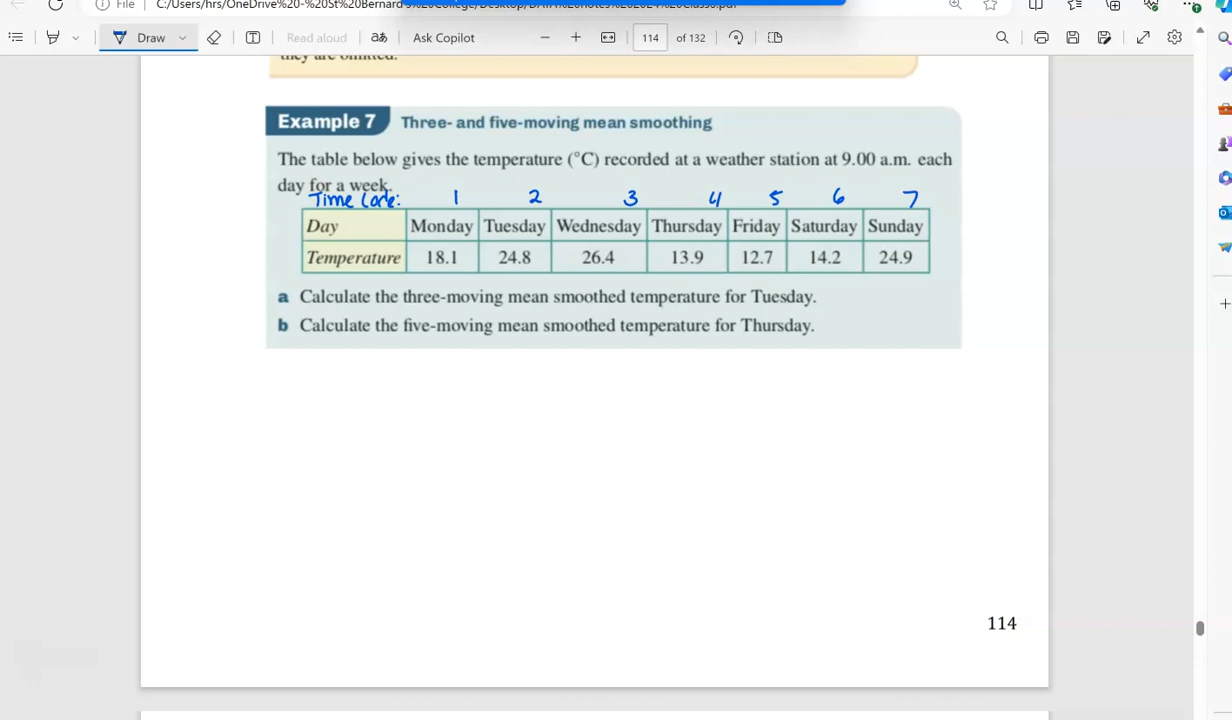 File
C:/Users/hrs/OneDrive%20-%20St%20Bernard
Draw
Read aloud
aあ
Ask Copilot
114 of 132
they are omitted.
Example 7 Three- and five-moving mean smoothing
The table below gives the temperature (°C) recorded at a weather station at 9.00 a.m. each
day for a week.
Time Code: 1 2 3 4 5 6 7
Day Monday Tuesday Wednesday Thursday Friday Saturday Sunday
Temperature 18.1 24.8 26.4 13.9 12.7 14.2 24.9
a Calculate the three-moving mean smoothed temperature for Tuesday.
b Calculate the five-moving mean smoothed temperature for Thursday.
114